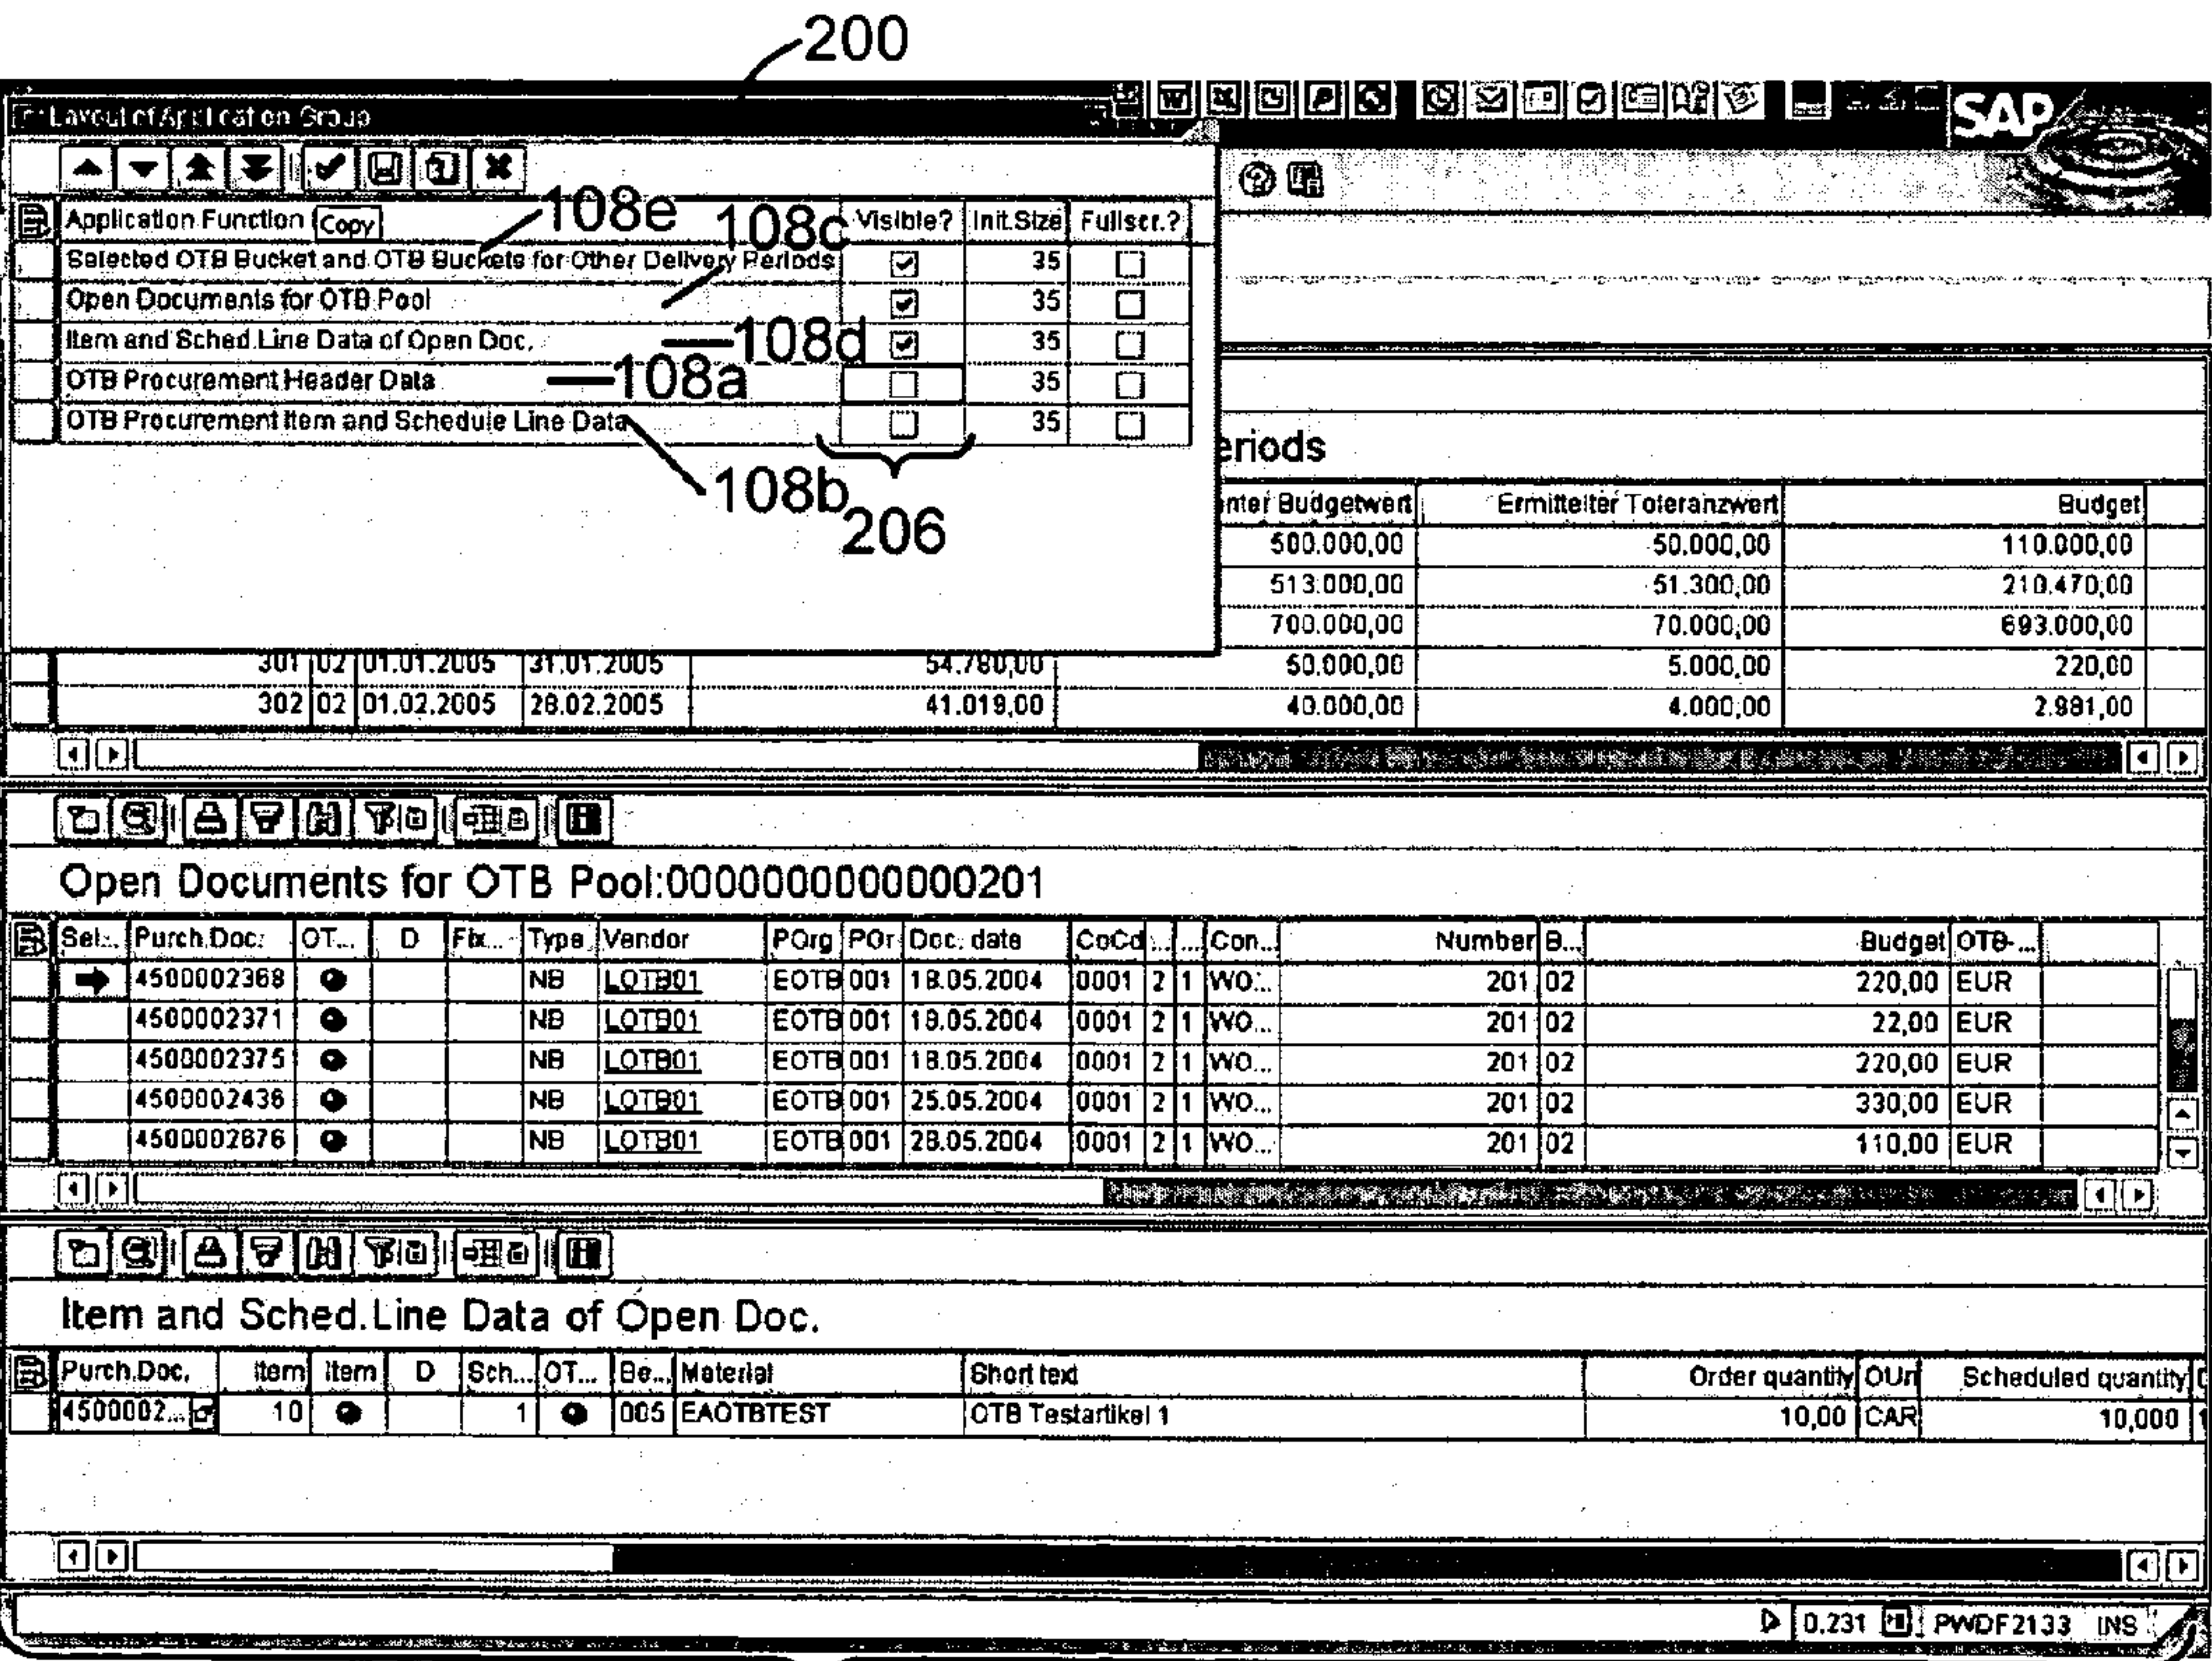 200
Layout of Application Group
SAP
Application Function Copy 108e 108c Visible? Init.Size Fullscr.?
Selected OTB Bucket and OTB Buckets for Other Delivery Periods 35
Open Documents for OTB Pool 35
Item and Sched.Line Data of Open Doc. 108d 35
OTB Procurement Header Data 108a 35
OTB Procurement Item and Schedule Line Data 35
108b
206
eriods
nter Budgetwert Ermittelter Toleranzwert Budget
500.000,00 50.000,00 110.000,00
513.000,00 51.300,00 210.470,00
700.000,00 70.000,00 693.000,00
301 02 01.01.2005 31.01.2005 54.780,00 50.000,00 5.000,00 220,00
302 02 01.02.2005 28.02.2005 41.019,00 40.000,00 4.000,00 2.981,00
Open Documents for OTB Pool:0000000000000201
Sel... Purch.Doc. OT... D Fix... Type Vendor POrg POr Doc. date CoCd ... ... Con... Number B... Budget OTB-...
4500002368 NB LOTB01 EOTB 001 18.05.2004 0001 2 1 WO... 201 02 220,00 EUR
4500002371 NB LOTB01 EOTB 001 18.05.2004 0001 2 1 WO... 201 02 22,00 EUR
4500002375 NB LOTB01 EOTB 001 18.05.2004 0001 2 1 WO... 201 02 220,00 EUR
4500002436 NB LOTB01 EOTB 001 25.05.2004 0001 2 1 WO... 201 02 330,00 EUR
4500002676 NB LOTB01 EOTB 001 28.05.2004 0001 2 1 WO... 201 02 110,00 EUR
Item and Sched.Line Data of Open Doc.
Purch.Doc. Item Item D Sch... OT... Be... Material Short text Order quantity OUn Scheduled quantity
4500002... 10 1 005 EAOTBTEST OTB Testartikel 1 10,00 CAR 10,000
0.231 PWDF2133 INS